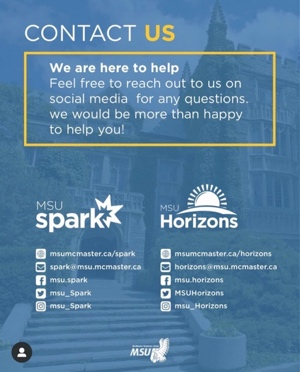 CONTACT US
We are here to help
Feel free to reach out to us on
social media for any questions.
we would be more than happy
to help you!
MSU
spark
msumcmaster.ca/spark
spark@msu.mcmaster.ca
msu.spark
msu_Spark
msu_Spark
MSU
Horizons
msumcmaster.ca/horizons
horizons@msu.mcmaster.ca
msu.horizons
MSUHorizons
msu_Horizons
MSU